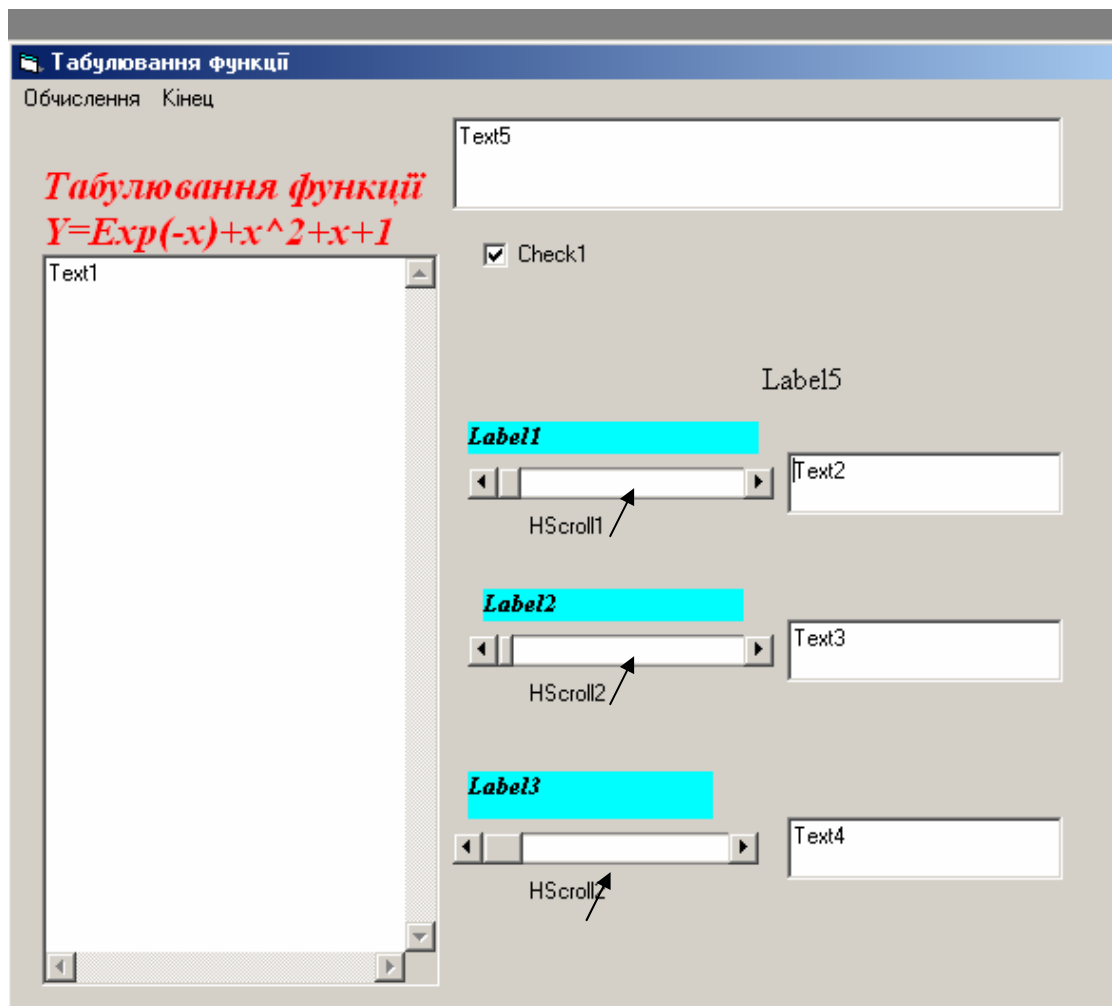 Табулювання функції
Обчислення Кінец
Text5
Табулювання функції
Y=Exp(-x)+x^2+x+1
Check1
Text1
Label5
Label1
Text2
HScroll1
Label2
Text3
HScroll2
Label3
Text4
HScroll2